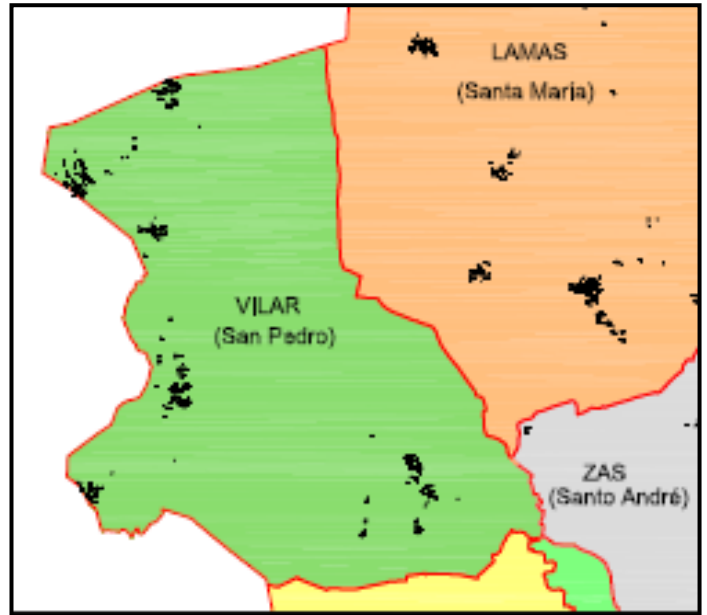 LAMAS
(Santa María)
VILAR
(San Pedro)
ZAS
(Santo André)